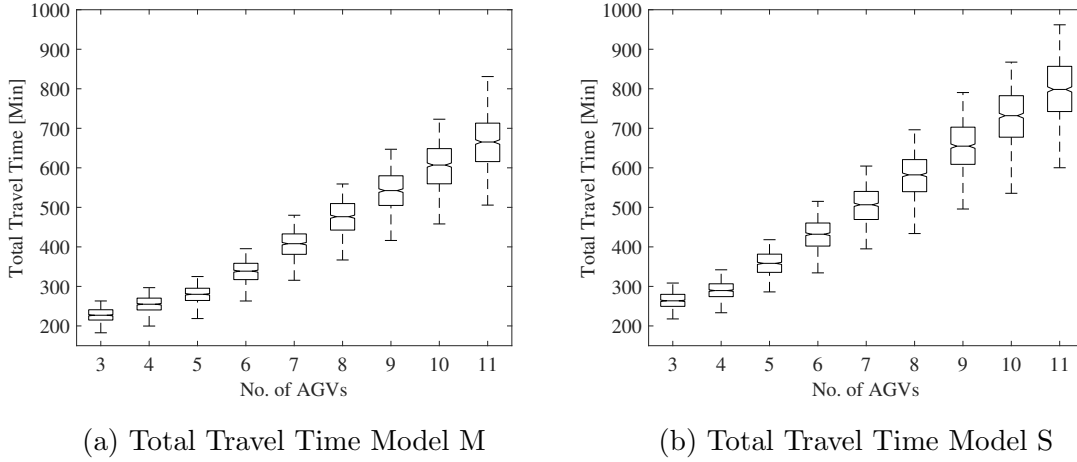 1000
900
800
700
600
500
400
300
200
Total Travel Time [Min]
3 4 5 6 7 8 9 10 11
No. of AGVs
(a) Total Travel Time Model M
1000
900
800
700
600
500
400
300
200
Total Travel Time [Min]
3 4 5 6 7 8 9 10 11
No. of AGVs
(b) Total Travel Time Model S